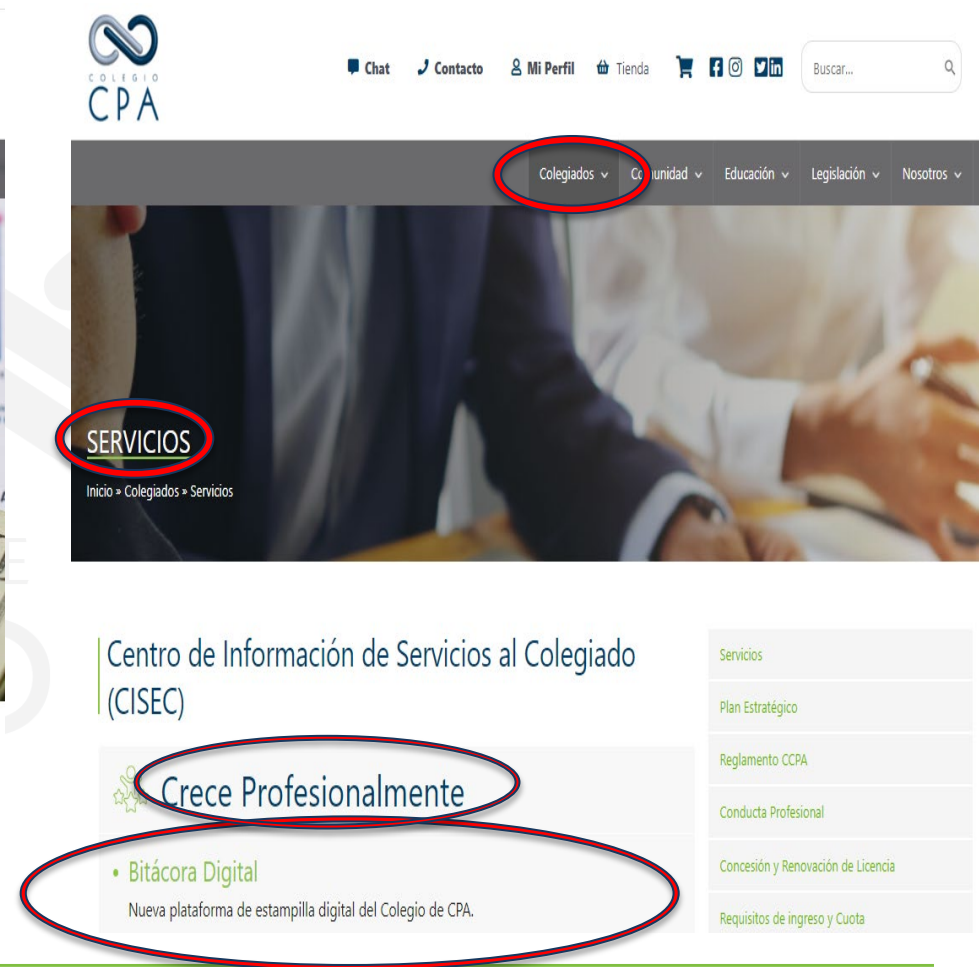 COLEGIO
CPA
Chat Contacto Mi Perfil Tienda Buscar...
Colegiados Comunidad Educación Legislación Nosotros
SERVICIOS
Inicio » Colegiados » Servicios
Centro de Información de Servicios al Colegiado
(CISEC)
Crece Profesionalmente
• Bitácora Digital
Nueva plataforma de estampilla digital del Colegio de CPA.
Servicios
Plan Estratégico
Reglamento CCPA
Conducta Profesional
Concesión y Renovación de Licencia
Requisitos de ingreso y Cuota